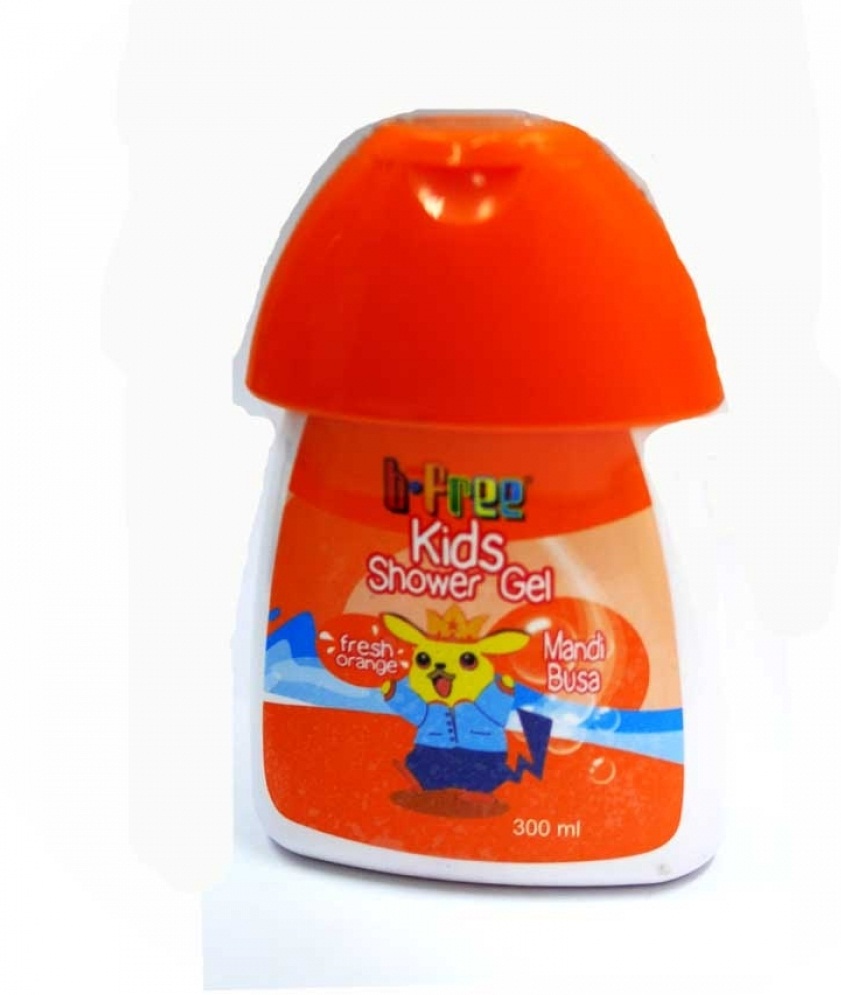 b•Free
Kids
Shower Gel
fresh
orange
Mandi
Busa
300 ml